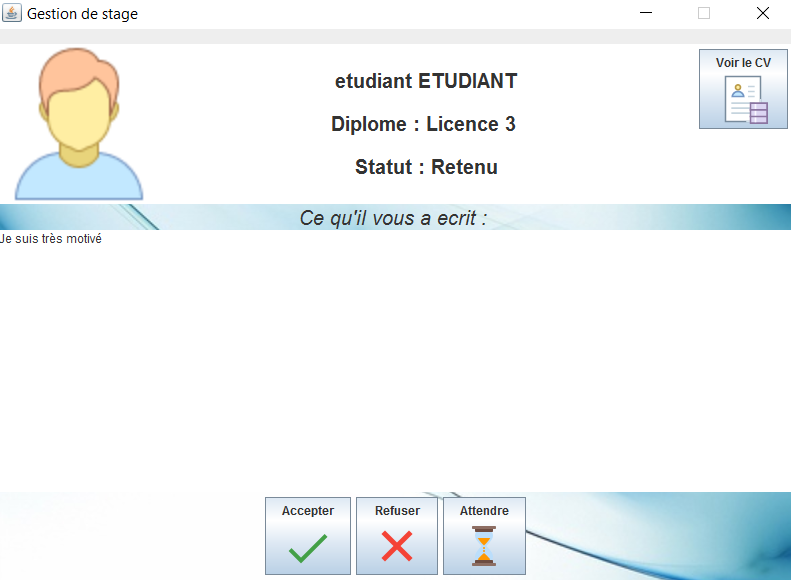 Gestion de stage
Voir le CV
etudiant ETUDIANT
Diplome : Licence 3
Statut : Retenu
Ce qu'il vous a ecrit :
Je suis très motivé
Accepter
Refuser
Attendre